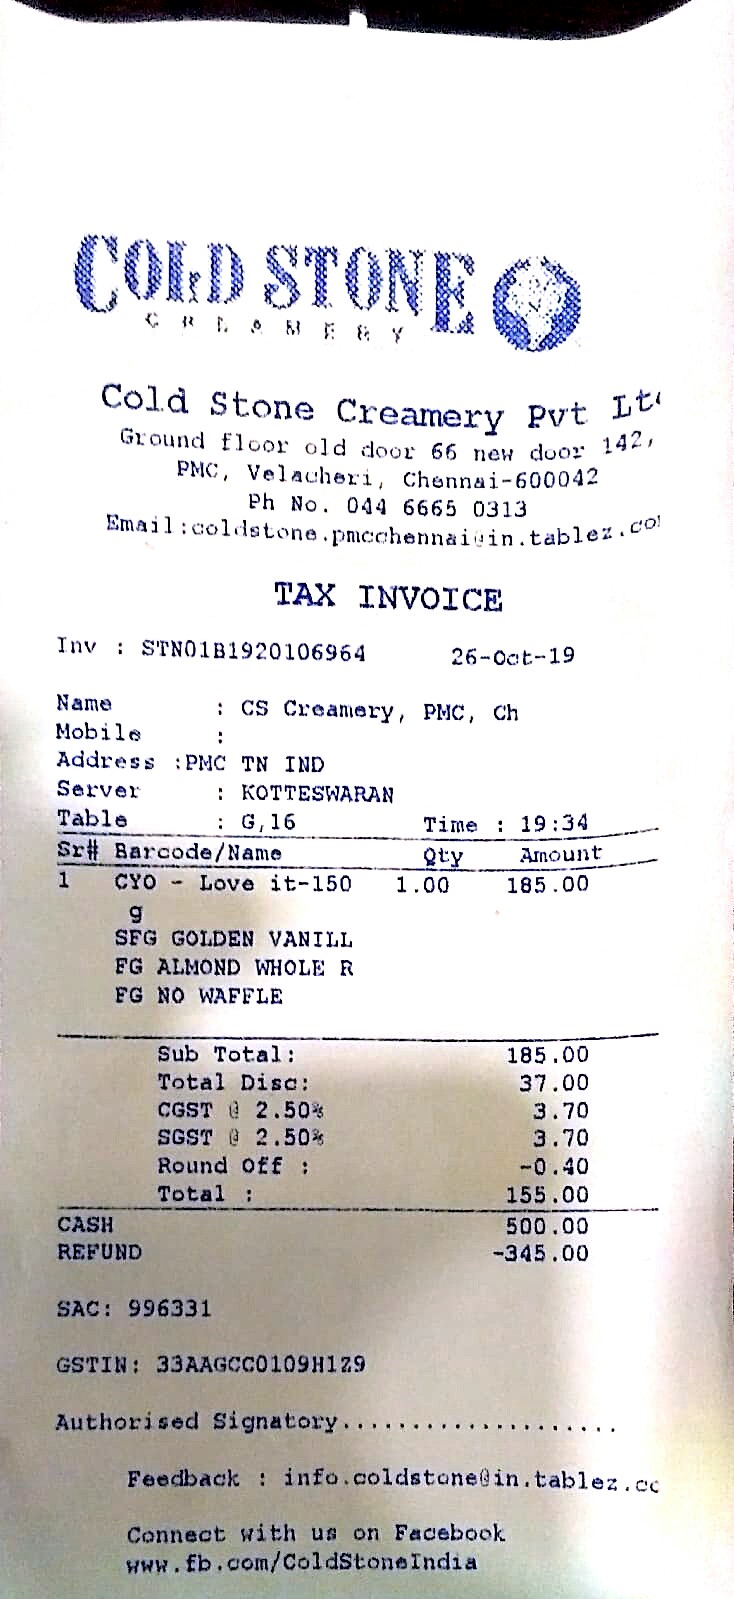 COLD STONE
CREAMERY
Cold Stone Creamery Pvt Lt
Ground floor old door 66 new door 142,
PMC, Velacheri, Chennai-600042
Ph No. 044 6665 0313
Email:coldstone.pmcchennai@in.tablez.co
TAX INVOICE
Inv : STN01B1920106964 26-Oct-19
Name : CS Creamery, PMC, Ch
Mobile :
Address :PMC TN IND
Server : KOTTESWARAN
Table : G,16 Time : 19:34
Sr# Barcode/Name Qty Amount
1 CYO - Love it-150 1.00 185.00
g
SFG GOLDEN VANILL
FG ALMOND WHOLE R
FG NO WAFFLE
Sub Total: 185.00
Total Disc: 37.00
CGST @ 2.50% 3.70
SGST @ 2.50% 3.70
Round Off : -0.40
Total : 155.00
CASH 500.00
REFUND -345.00
SAC: 996331
GSTIN: 33AAGCC0109H1Z9
Authorised Signatory....................
Feedback : info.coldstone@in.tablez.cc
Connect with us on Facebook
www.fb.com/ColdStoneIndia